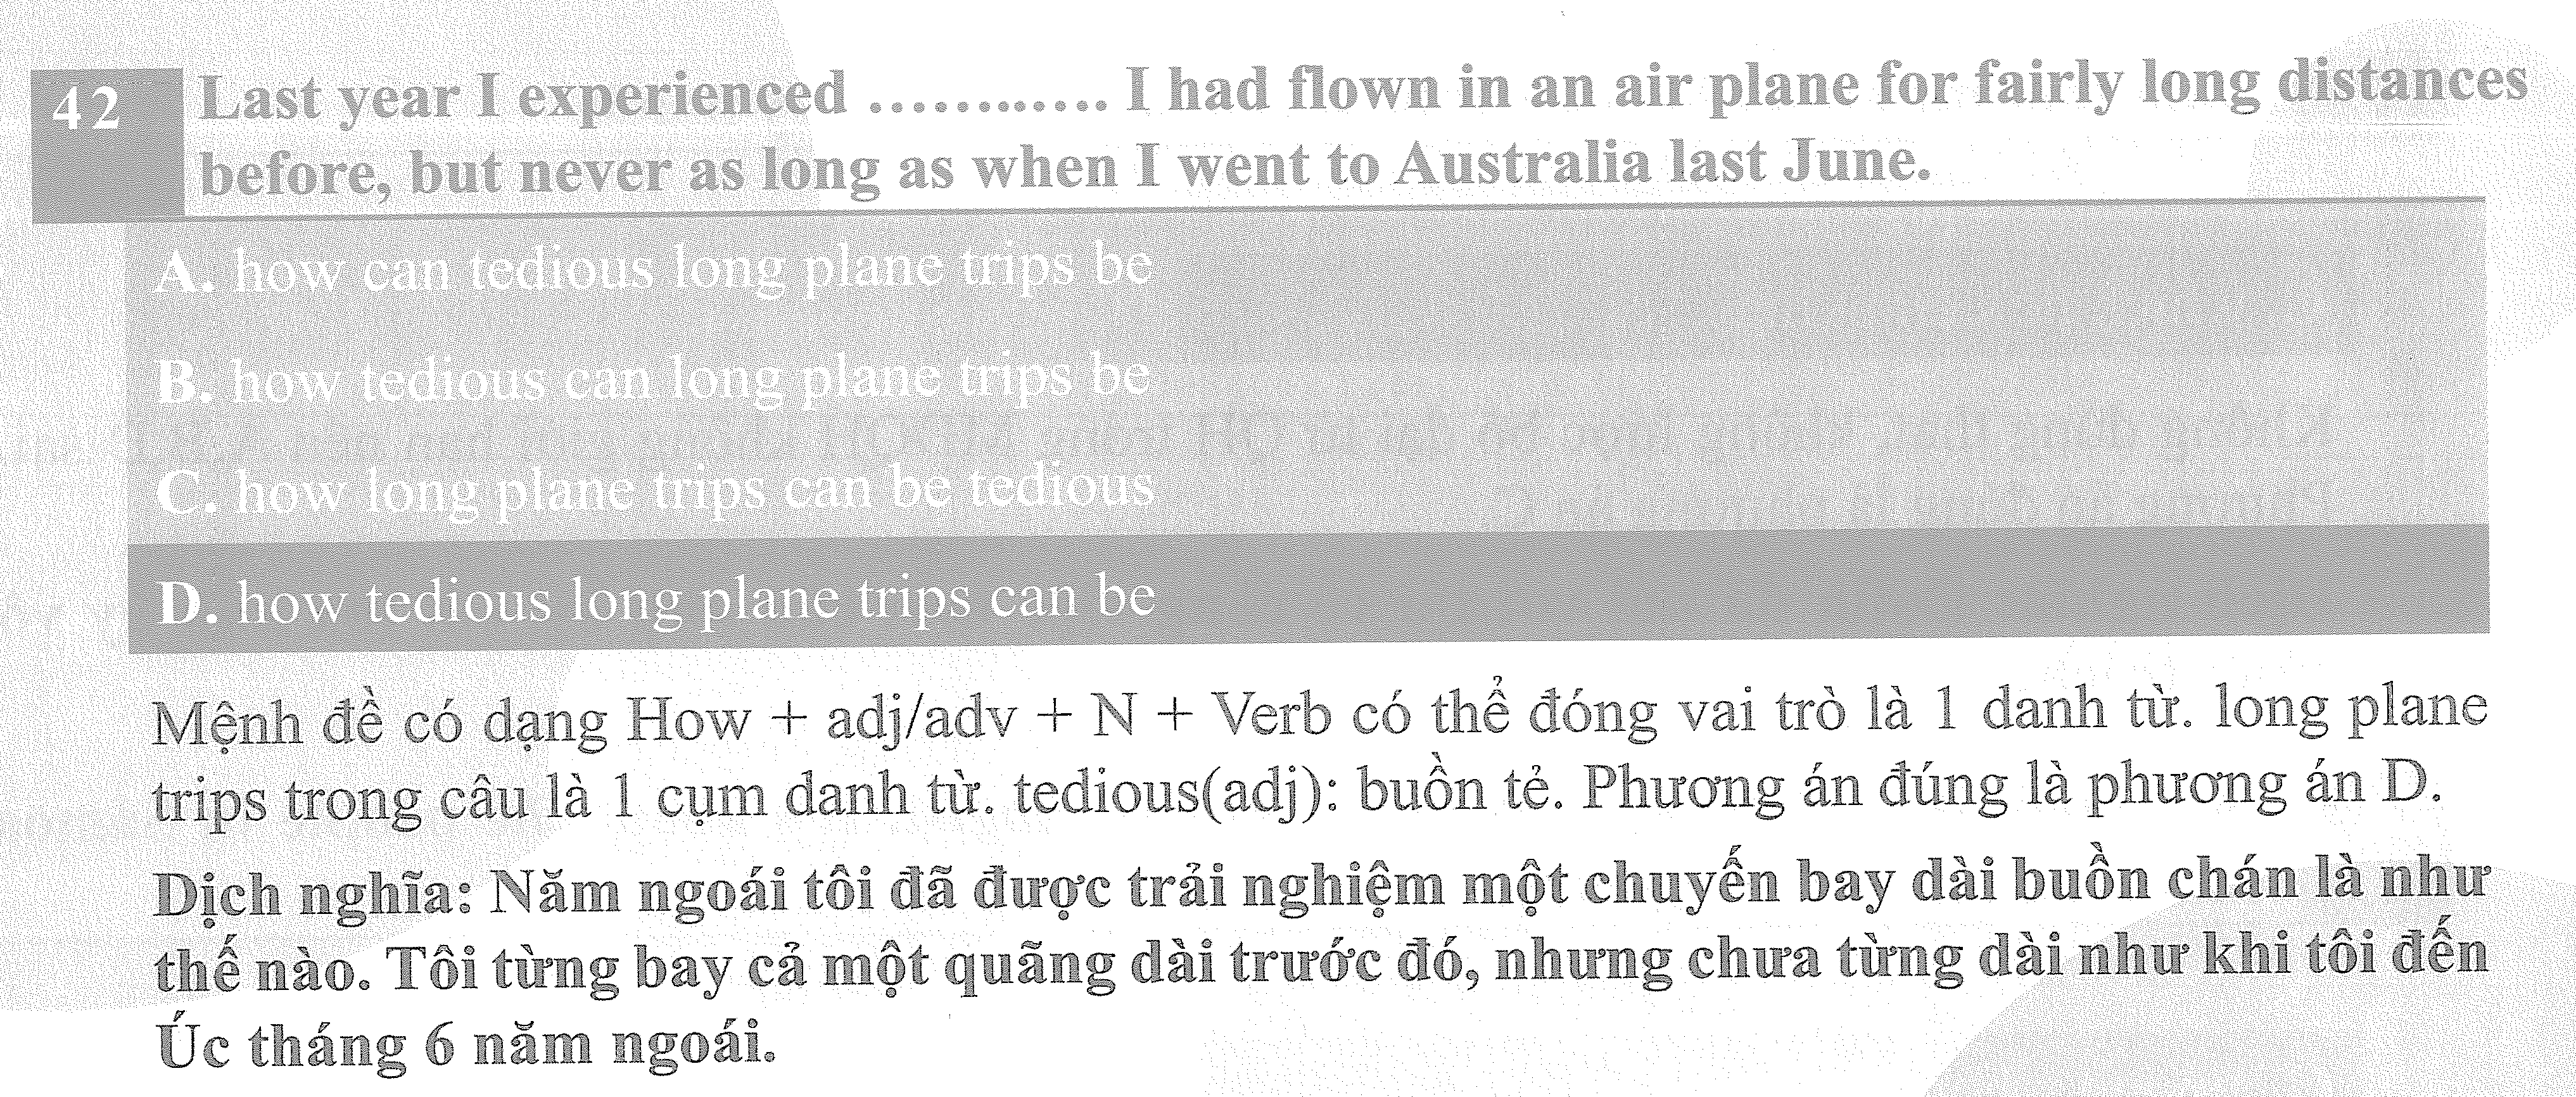 42 Last year I experienced ............ I had flown in an air plane for fairly long distances
before, but never as long as when I went to Australia last June.
A. how can tedious long plane trips be
B. how tedious can long plane trips be
C. how long plane trips can be tedious
D. how tedious long plane trips can be
Mệnh đề có dạng How + adj/adv + N + Verb có thể đóng vai trò là 1 danh từ. long plane
trips trong câu là 1 cụm danh từ. tedious(adj): buồn tẻ. Phương án đúng là phương án D.
Dịch nghĩa: Năm ngoái tôi đã được trải nghiệm một chuyến bay dài buồn chán là như
thế nào. Tôi từng bay cả một quãng dài trước đó, nhưng chưa từng dài như khi tôi đến
Úc tháng 6 năm ngoái.